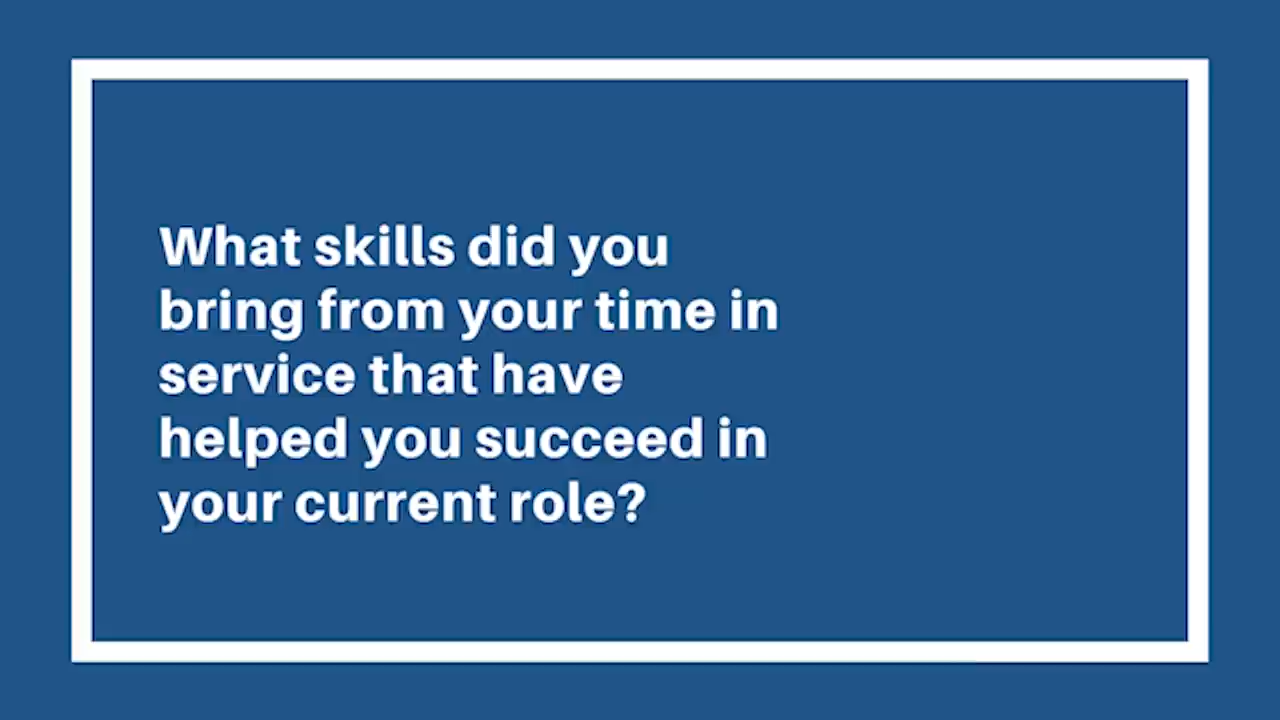 What skills did you
bring from your time in
service that have
helped you succeed in
your current role?